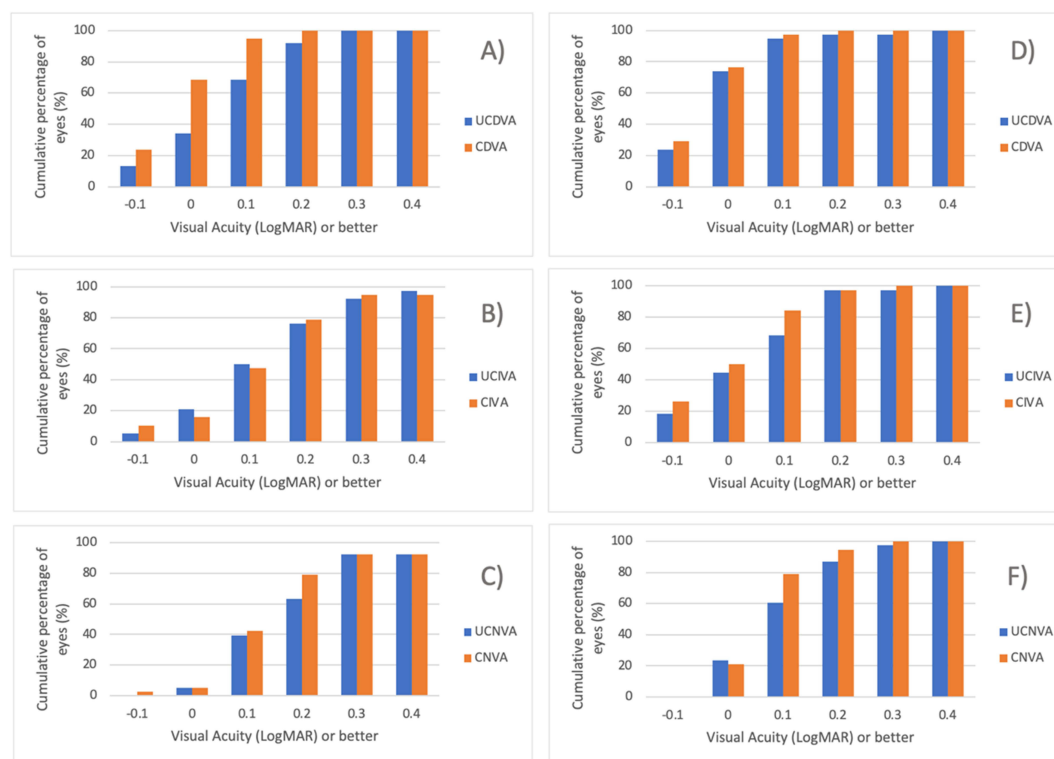 A)
Cumulative percentage of
eyes (%)
100
80
60
40
20
0
-0.1 0 0.1 0.2 0.3 0.4
Visual Acuity (LogMAR) or better
UCDVA
CDVA
D)
Cumulative percentage of
eyes (%)
100
80
60
40
20
0
-0.1 0 0.1 0.2 0.3 0.4
Visual Acuity (LogMAR) or better
UCDVA
CDVA
B)
Cumulative percentage of
eyes (%)
100
80
60
40
20
0
-0.1 0 0.1 0.2 0.3 0.4
Visual Acuity (LogMAR) or better
UCIVA
CIVA
E)
Cumulative percentage of
eyes (%)
100
80
60
40
20
0
-0.1 0 0.1 0.2 0.3 0.4
Visual Acuity (LogMAR) or better
UCIVA
CIVA
C)
Cumulative percentage of
eyes (%)
100
80
60
40
20
0
-0.1 0 0.1 0.2 0.3 0.4
Visual Acuity (LogMAR) or better
UCNVA
CNVA
F)
Cumulative percentage of
eyes (%)
100
80
60
40
20
0
-0.1 0 0.1 0.2 0.3 0.4
Visual Acuity (LogMAR) or better
UCNVA
CNVA